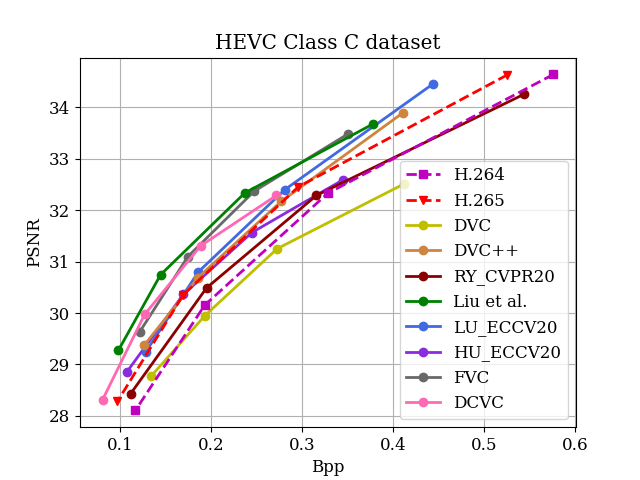 HEVC Class C dataset
PSNR
34
33
32
31
30
29
28
0.1 0.2 0.3 0.4 0.5 0.6
Bpp
H.264
H.265
DVC
DVC++
RY_CVPR20
Liu et al.
LU_ECCV20
HU_ECCV20
FVC
DCVC